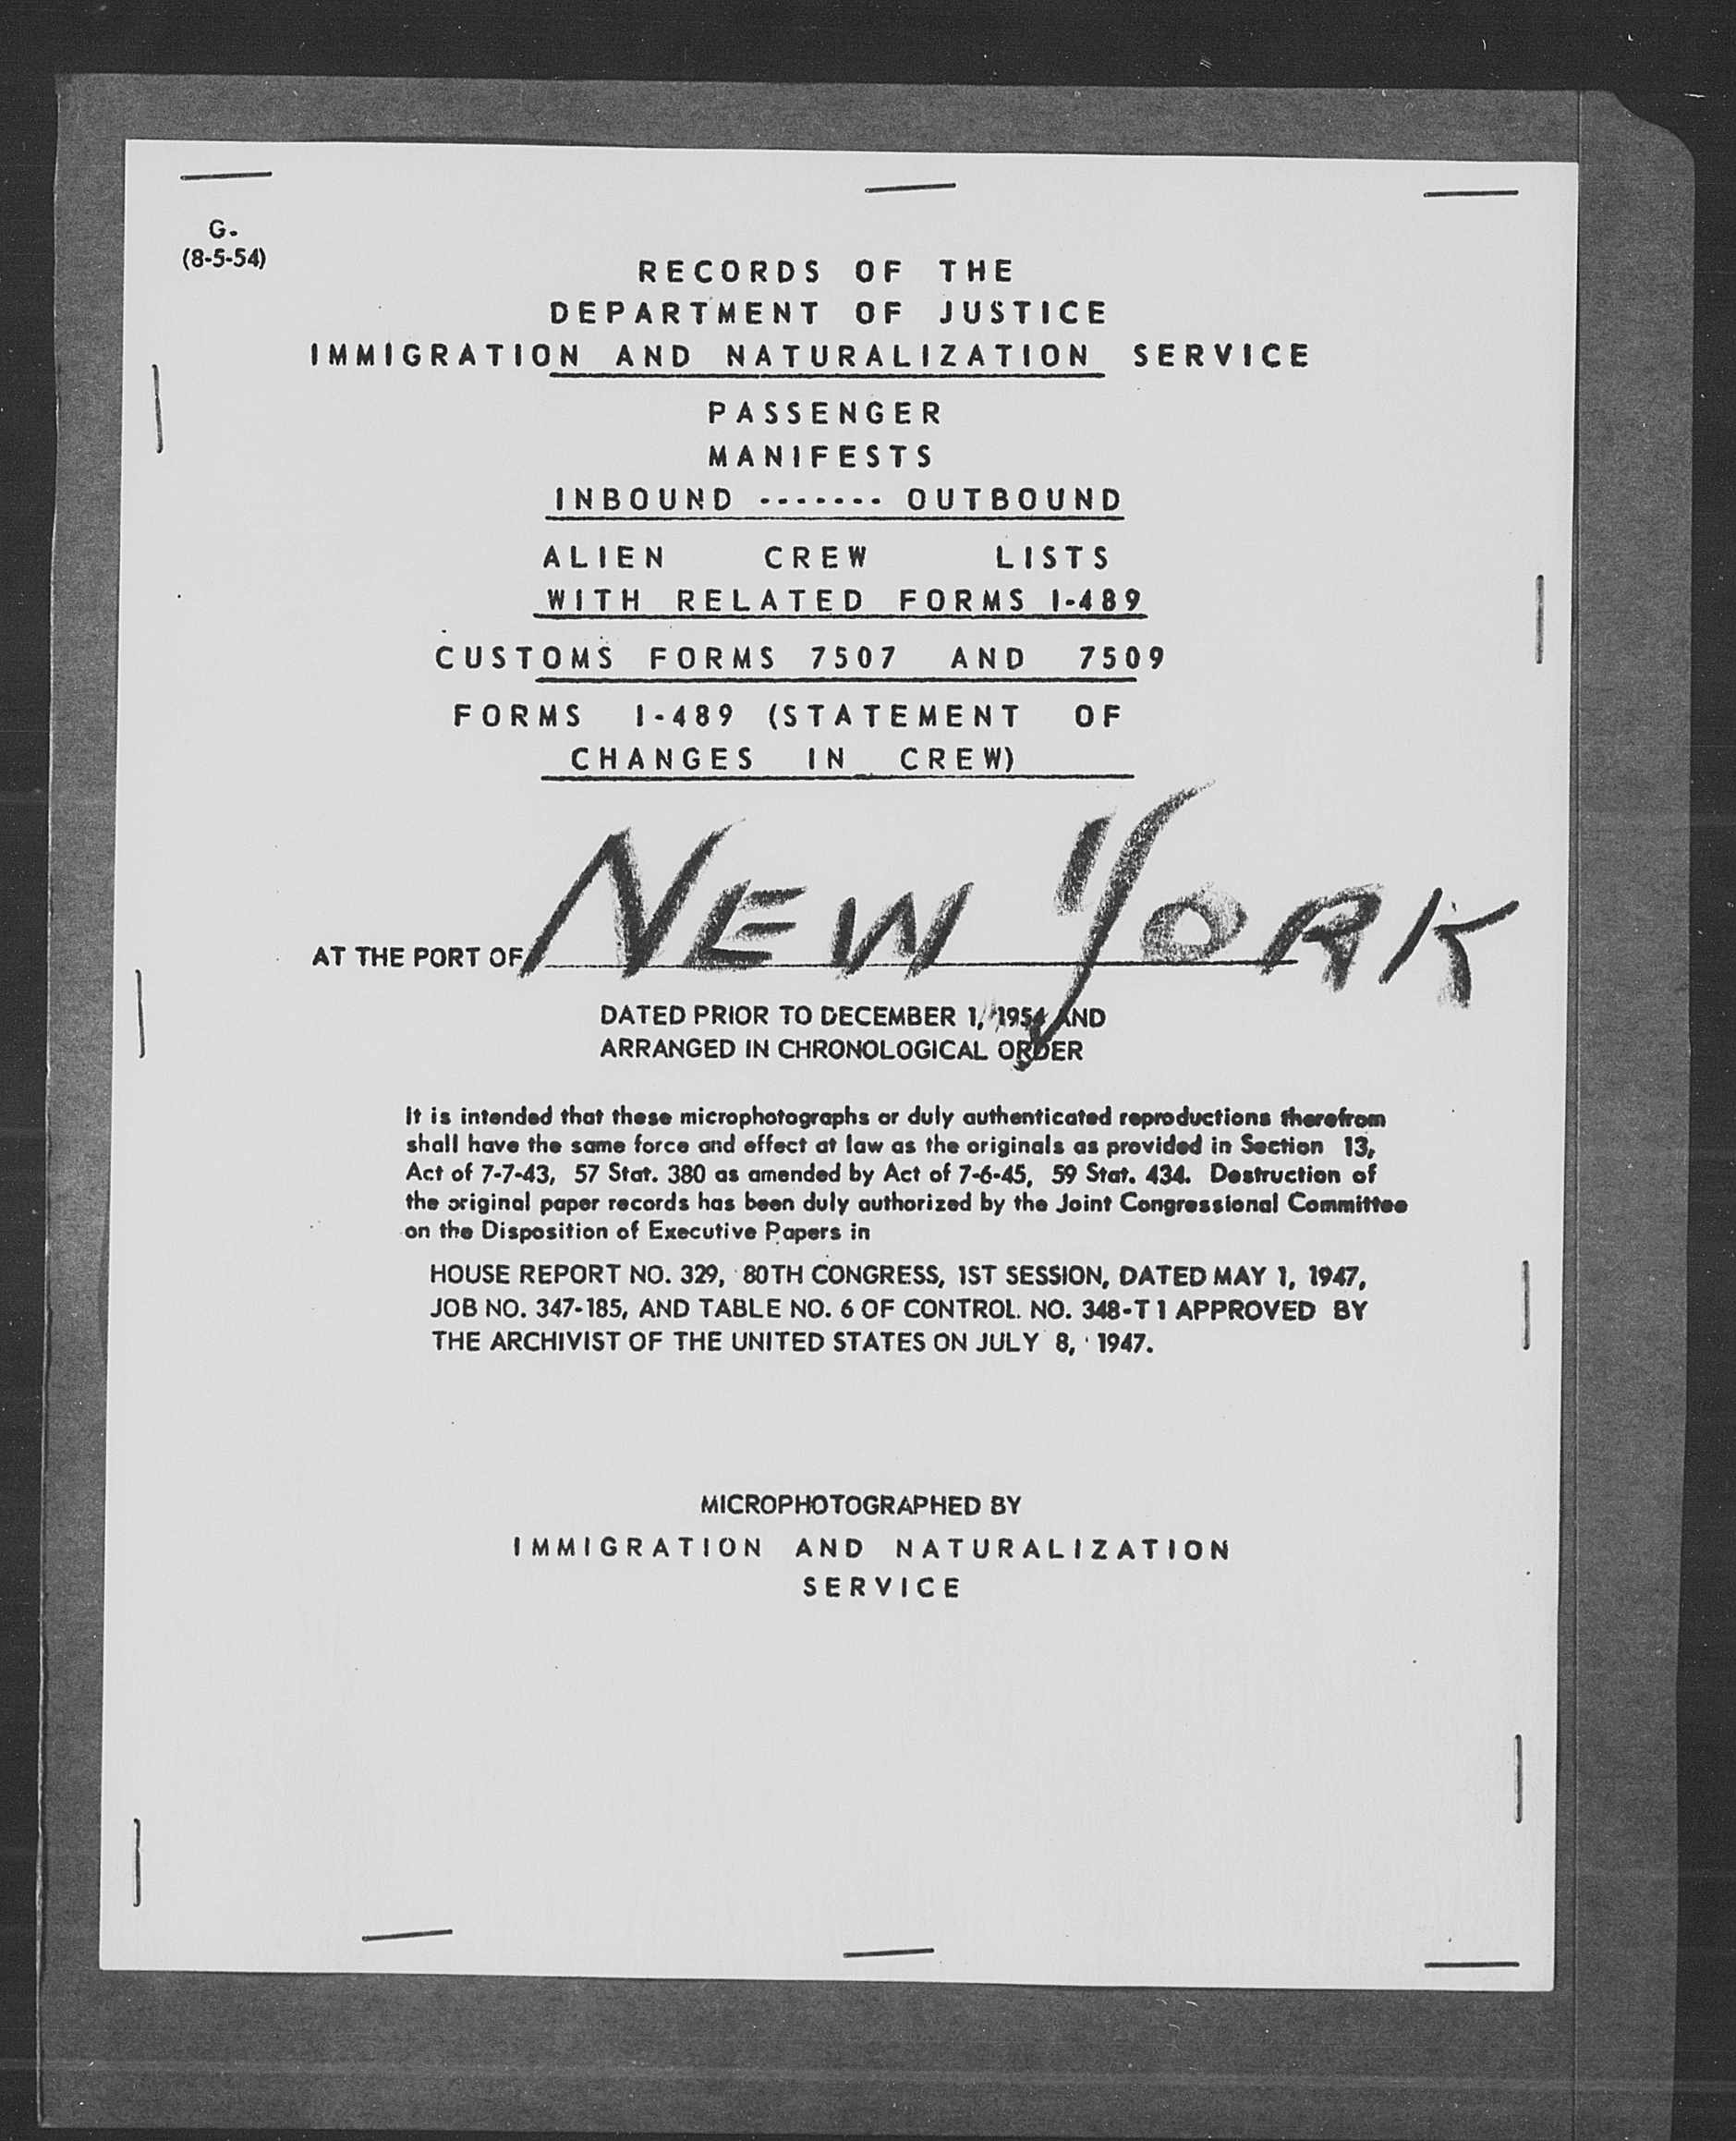 G-
(8-5-54)
RECORDS OF THE
DEPARTMENT OF JUSTICE
IMMIGRATION AND NATURALIZATION SERVICE
PASSENGER
MANIFESTS
INBOUND ------- OUTBOUND
ALIEN CREW LISTS
WITH RELATED FORMS I-489
CUSTOMS FORMS 7507 AND 7509
FORMS I-489 (STATEMENT OF
CHANGES IN CREW)
AT THE PORT OF NEW YORK
DATED PRIOR TO DECEMBER 1, 1954 AND
ARRANGED IN CHRONOLOGICAL ORDER
It is intended that these microphotographs or duly authenticated reproductions therefrom
shall have the same force and effect at law as the originals as provided in Section 13,
Act of 7-7-43, 57 Stat. 380 as amended by Act of 7-6-45, 59 Stat. 434. Destruction of
the original paper records has been duly authorized by the Joint Congressional Committee
on the Disposition of Executive Papers in
HOUSE REPORT NO. 329, 80TH CONGRESS, 1ST SESSION, DATED MAY 1, 1947,
JOB NO. 347-185, AND TABLE NO. 6 OF CONTROL. NO. 348-T1 APPROVED BY
THE ARCHIVIST OF THE UNITED STATES ON JULY 8, 1947.
MICROPHOTOGRAPHED BY
IMMIGRATION AND NATURALIZATION
SERVICE